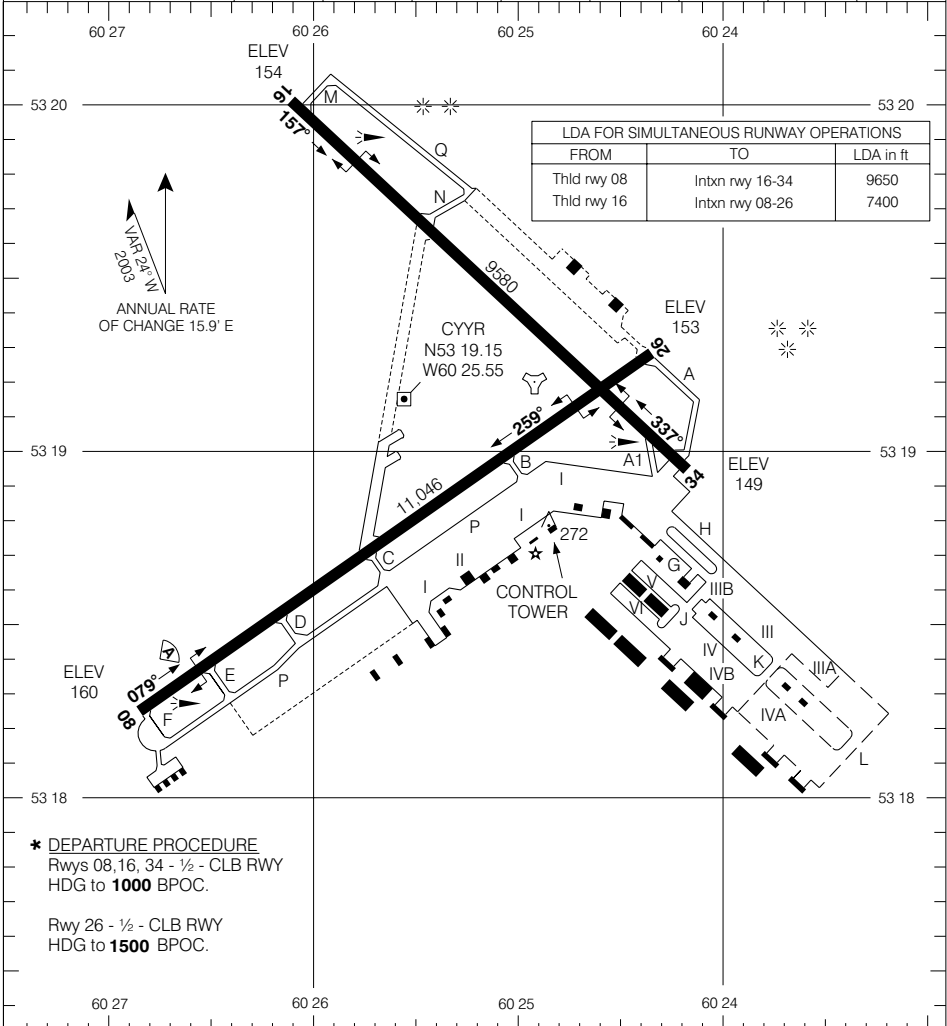 60 27
60 26
60 25
60 24
ELEV
154
53 20
53 20
16
157°
M
Q
N
LDA FOR SIMULTANEOUS RUNWAY OPERATIONS
FROM TO LDA in ft
Thld rwy 08 Intxn rwy 16-34 9650
Thld rwy 16 Intxn rwy 08-26 7400
VAR 24° W
2003
ANNUAL RATE
OF CHANGE 15.9' E
9580
CYYR
N53 19.15
W60 25.55
ELEV
153
26
A
259°
337°
53 19
53 19
A1
34
ELEV
149
B
I
11,046
P
I
272
H
II
C
G
V
IIIB
I
CONTROL
TOWER
VI
J
III
D
IV
K
IIIA
IVB
A
E
P
ELEV
160
079°
08
F
IVA
L
53 18
53 18
* DEPARTURE PROCEDURE
Rwys 08,16, 34 - ½ - CLB RWY
HDG to 1000 BPOC.
Rwy 26 - ½ - CLB RWY
HDG to 1500 BPOC.
60 27
60 26
60 25
60 24